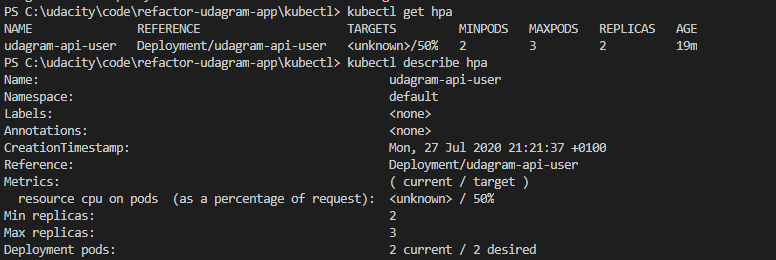 PS C:\udacity\code\refactor-udagram-app\kubectl> kubectl get hpa
NAME REFERENCE TARGETS MINPODS MAXPODS REPLICAS AGE
udagram-api-user Deployment/udagram-api-user <unknown>/50% 2 3 2 19m
PS C:\udacity\code\refactor-udagram-app\kubectl> kubectl describe hpa
Name: udagram-api-user
Namespace: default
Labels: <none>
Annotations: <none>
CreationTimestamp: Mon, 27 Jul 2020 21:21:37 +0100
Reference: Deployment/udagram-api-user
Metrics: ( current / target )
resource cpu on pods (as a percentage of request): <unknown> / 50%
Min replicas: 2
Max replicas: 3
Deployment pods: 2 current / 2 desired